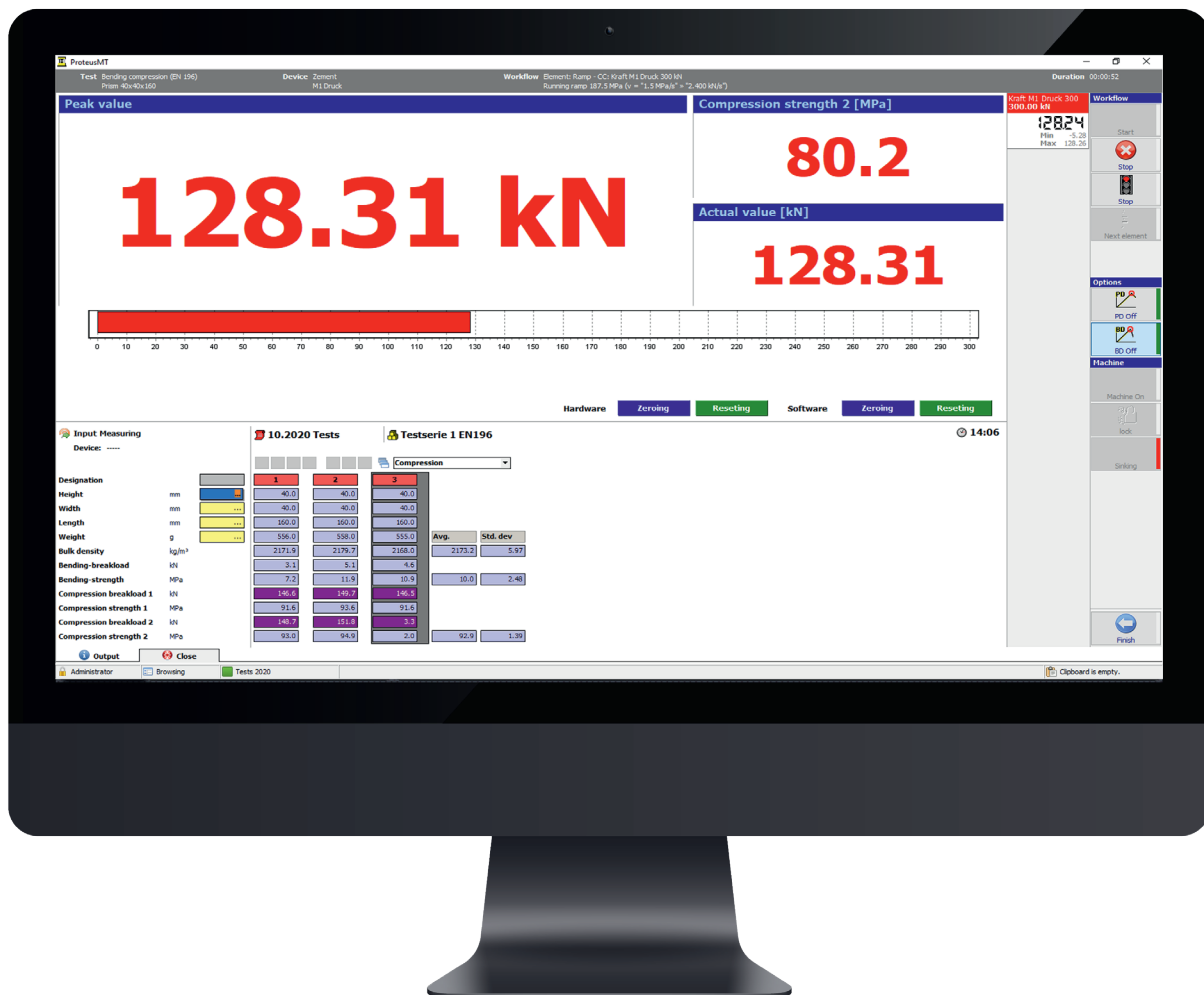 ProteusMT
Test Bending compression (EN 196) Device Zement Workflow Element: Ramp - CC: Kraft M1 Druck 300 kN Duration 00:00:52
Prism 40x40x160 M1 Druck Running ramp 187.5 MPa (v = "1.5 MPa/s" » "2.400 kN/s")
Peak value
128.31 kN
Compression strength 2 [MPa]
80.2
Actual value [kN]
128.31
0 10 20 30 40 50 60 70 80 90 100 110 120 130 140 150 160 170 180 190 200 210 220 230 240 250 260 270 280 290 300
Hardware Zeroing Reseting Software Zeroing Reseting
Kraft M1 Druck 300
300.00 kN
128.24
Min -5.28
Max 128.26
Workflow
Start
Stop
Stop
Next element
Options
PD
PD Off
BD
BD Off
Machine
Machine On
lock
Sinking
Finish
Input Measuring 10.2020 Tests Testserie 1 EN196 14:06
Device: -----
Compression
Designation 1 2 3
Height mm 40.0 40.0 40.0
Width mm ... 40.0 40.0 40.0
Length mm ... 160.0 160.0 160.0
Weight g ... 556.0 558.0 555.0 Avg. Std. dev
Bulk density kg/m³ 2171.9 2179.7 2168.0 2173.2 5.97
Bending-breakload kN 3.1 5.1 4.6
Bending-strength MPa 7.2 11.9 10.9 10.0 2.48
Compression breakload 1 kN 146.6 149.7 146.5
Compression strength 1 MPa 91.6 93.6 91.6
Compression breakload 2 kN 148.7 151.8 3.3
Compression strength 2 MPa 93.0 94.9 2.0 92.9 1.39
Output Close
Administrator Browsing Tests 2020 Clipboard is empty.